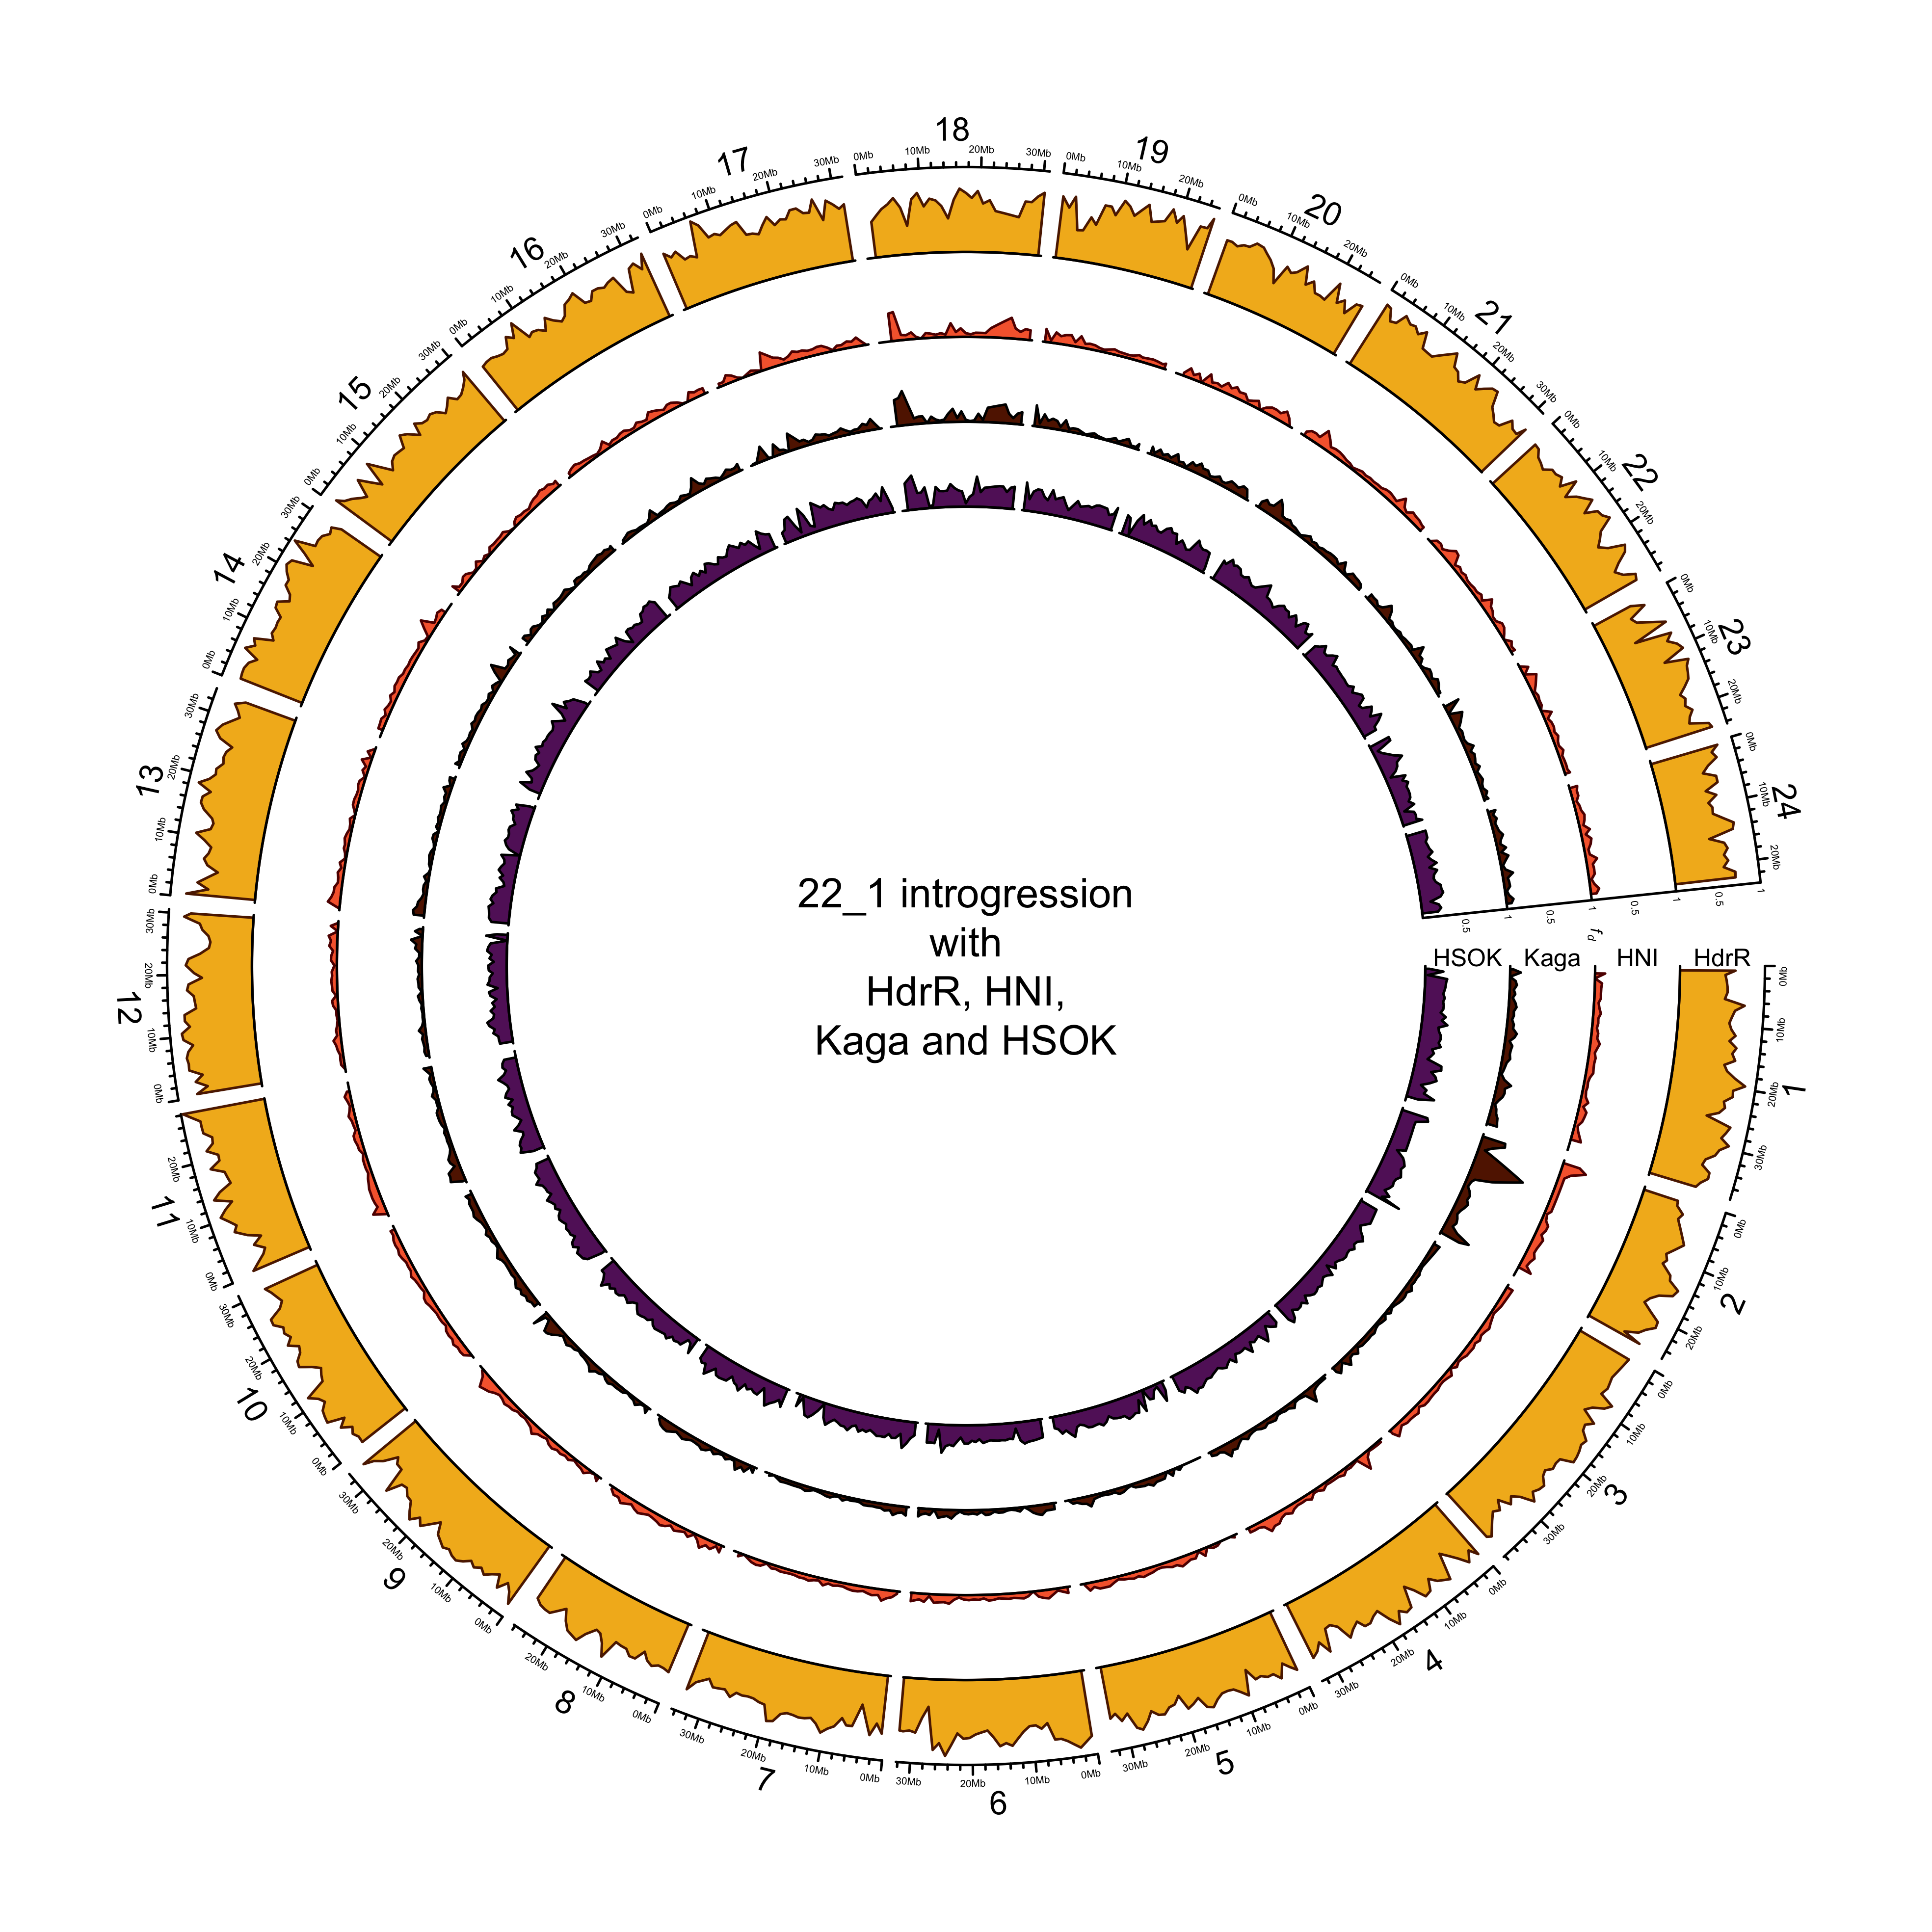 22_1 introgression
with
HdrR, HNI,
Kaga and HSOK
HSOK Kaga HNI HdrR
f d
0.5 1 0.5 1 0.5 1 0.5 1
1
0Mb 10Mb 20Mb 30Mb
2
0Mb 10Mb 20Mb
3
0Mb 10Mb 20Mb 30Mb
4
0Mb 10Mb 20Mb 30Mb
5
0Mb 10Mb 20Mb 30Mb
6
0Mb 10Mb 20Mb 30Mb
7
0Mb 10Mb 20Mb 30Mb
8
0Mb 10Mb 20Mb
9
0Mb 10Mb 20Mb 30Mb
10
0Mb 10Mb 20Mb 30Mb
11
0Mb 10Mb 20Mb
12
0Mb 10Mb 20Mb 30Mb
13
0Mb 10Mb 20Mb 30Mb
14
0Mb 10Mb 20Mb 30Mb
15
0Mb 10Mb 20Mb 30Mb
16
0Mb 10Mb 20Mb 30Mb
17
0Mb 10Mb 20Mb 30Mb
18
0Mb 10Mb 20Mb 30Mb
19
0Mb 10Mb 20Mb
20
0Mb 10Mb 20Mb
21
0Mb 10Mb 20Mb 30Mb
22
0Mb 10Mb 20Mb
23
0Mb 10Mb 20Mb
24
0Mb 10Mb 20Mb